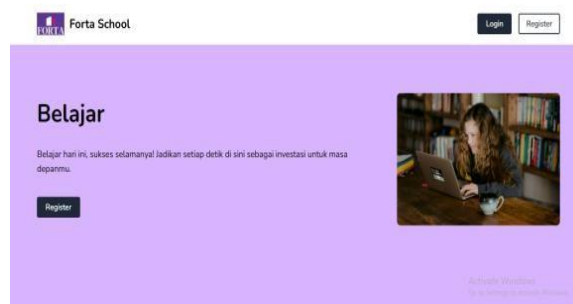 FORTA
Forta School
Login
Register
Belajar
Belajar hari ini, sukses selamanya! Jadikan setiap detik di sini sebagai investasi untuk masa
depanmu.
Register
Activate Windows